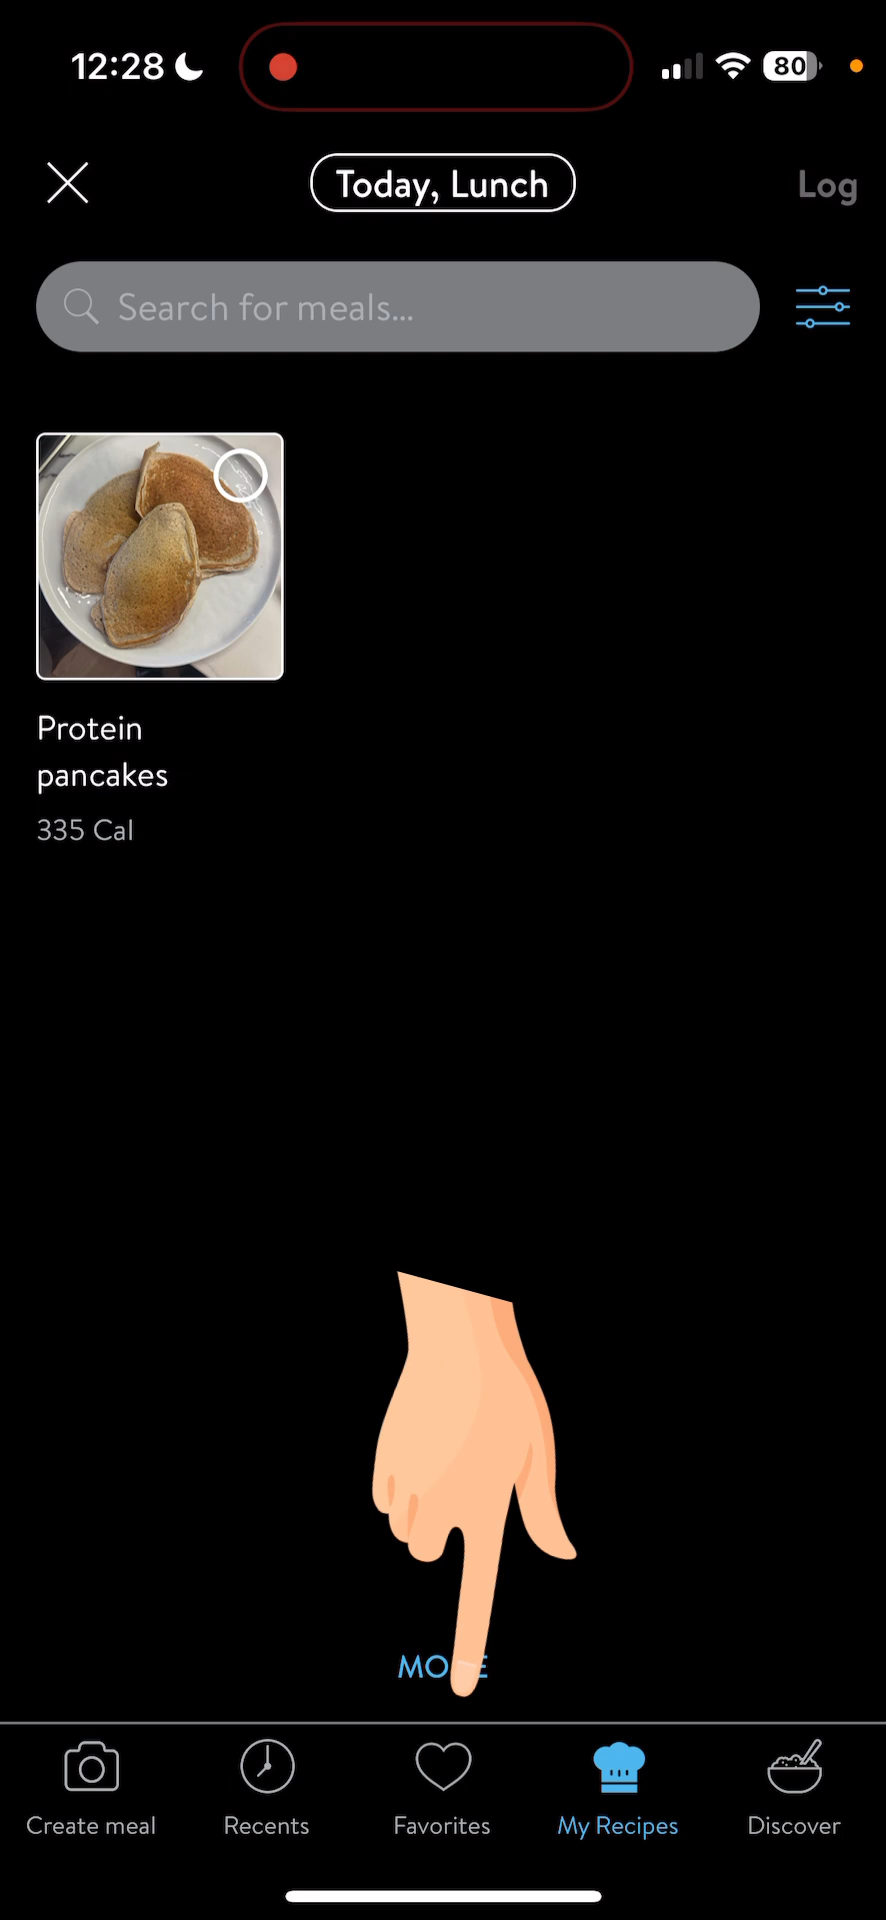 12:28
80
Today, Lunch
Log
Search for meals...
Protein
pancakes
335 Cal
Create meal
Recents
Favorites
My Recipes
Discover